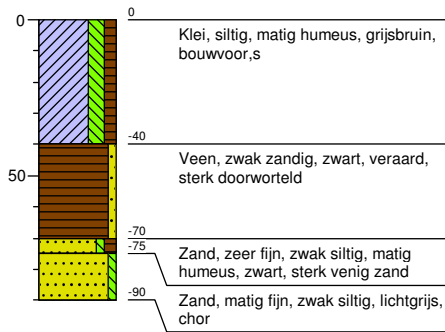 0
0
Klei, siltig, matig humeus, grijsbruin,
bouwvoor,s
-40
Veen, zwak zandig, zwart, veraard,
sterk doorworteld
50
-70
-75
Zand, zeer fijn, zwak siltig, matig
humeus, zwart, sterk venig zand
-90
Zand, matig fijn, zwak siltig, lichtgrijs,
chor